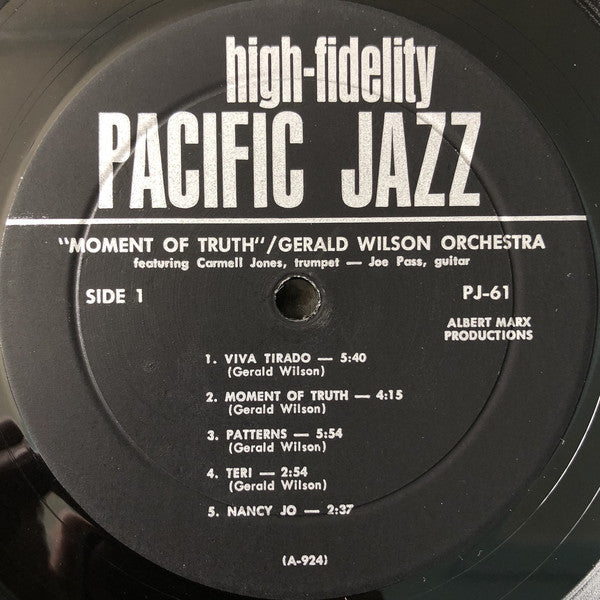 high-fidelity
PACIFIC JAZZ
"MOMENT OF TRUTH"/GERALD WILSON ORCHESTRA
featuring Carmell Jones, trumpet — Joe Pass, guitar
SIDE 1
PJ-61
ALBERT MARX
PRODUCTIONS
1. VIVA TIRADO — 5:40
(Gerald Wilson)
2. MOMENT OF TRUTH — 4:15
(Gerald Wilson)
3. PATTERNS — 5:54
(Gerald Wilson)
4. TERI — 2:54
(Gerald Wilson)
5. NANCY JO — 2:37
(A-924)